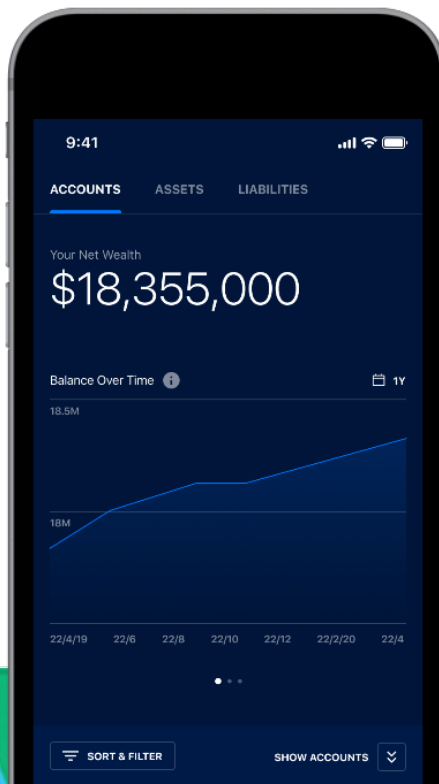 9:41
ACCOUNTS ASSETS LIABILITIES
Your Net Wealth
$18,355,000
Balance Over Time i 1Y
18.5M
18M
22/4/19 22/6 22/8 22/10 22/12 22/2/20 22/4
SORT & FILTER SHOW ACCOUNTS